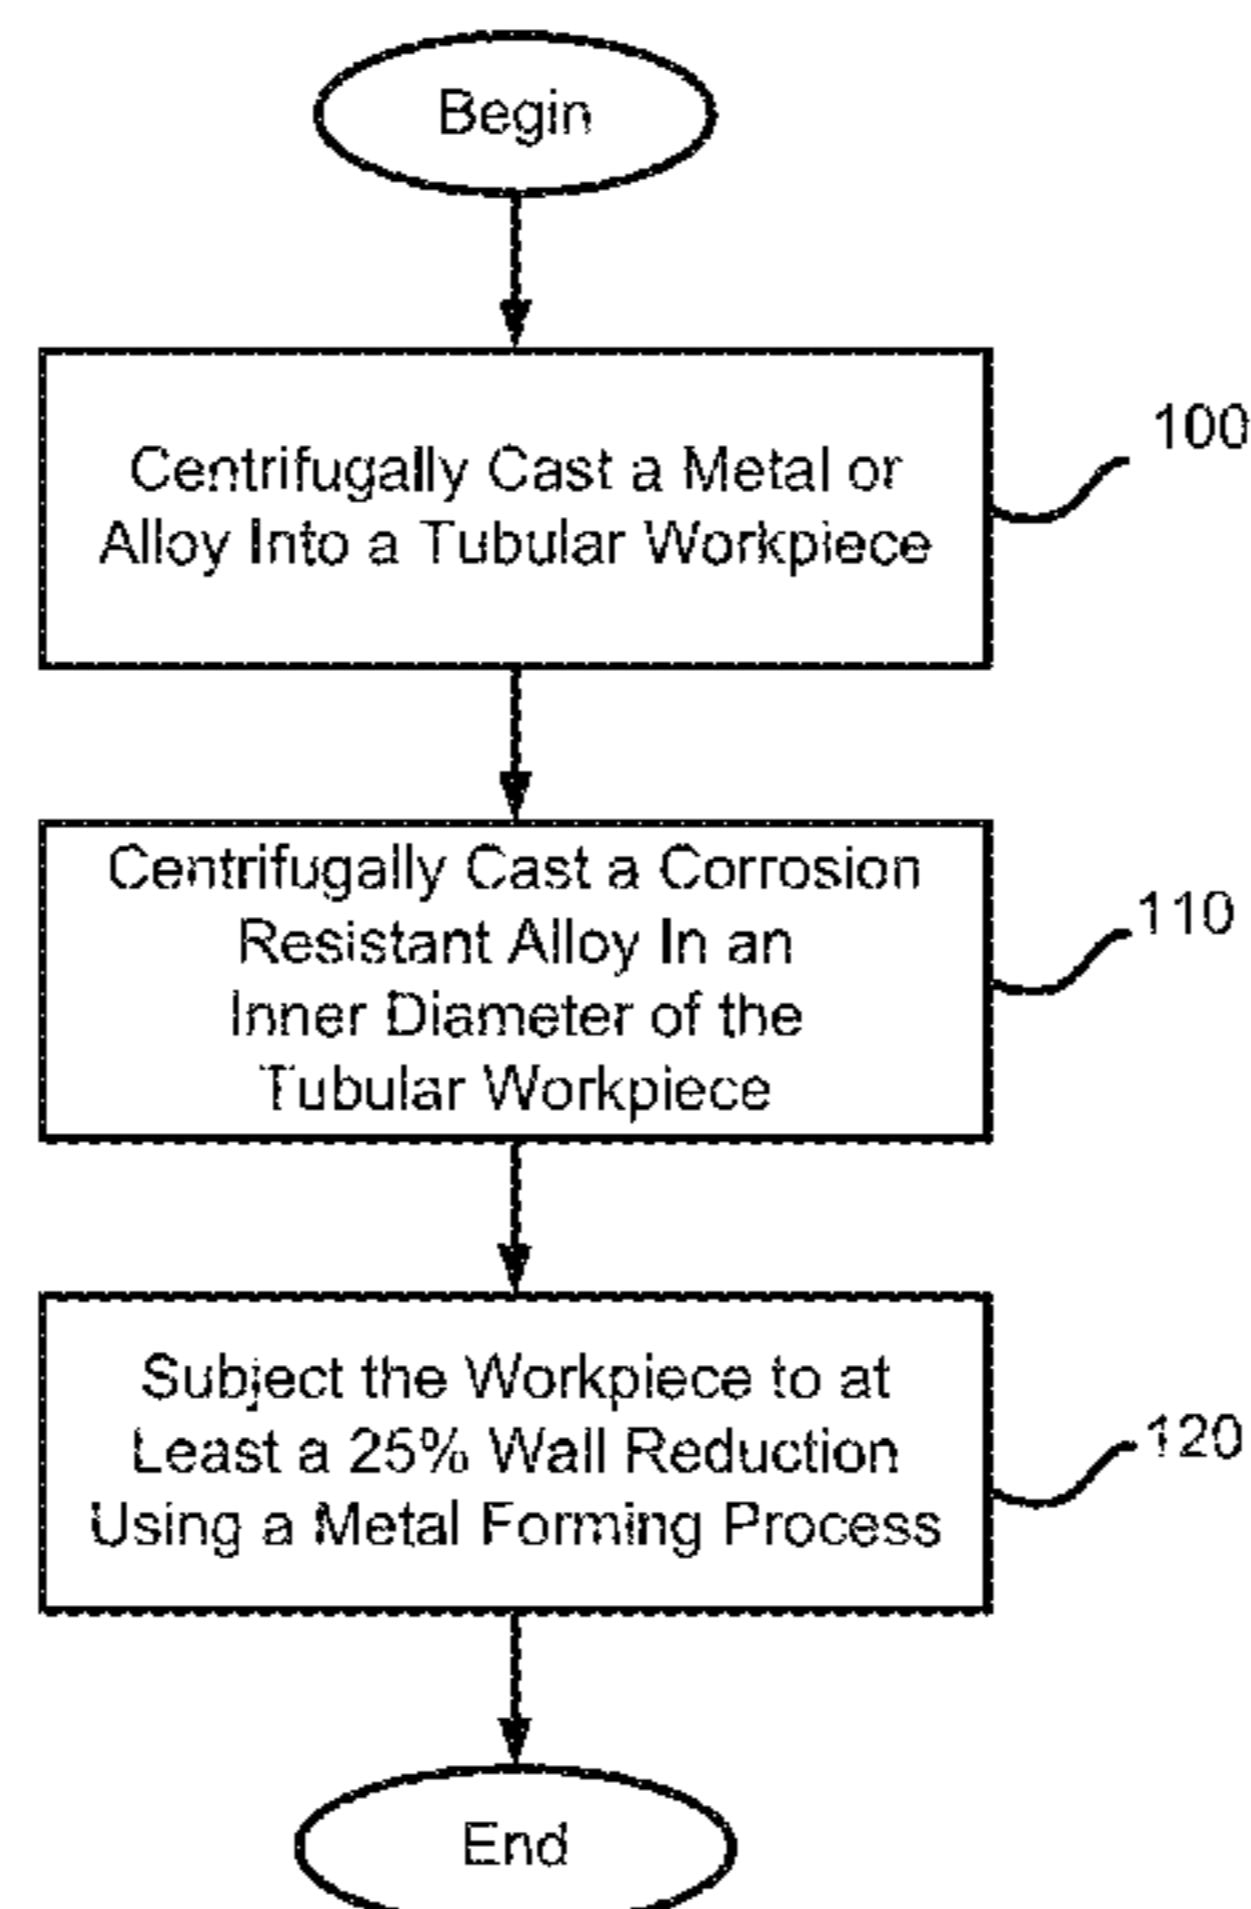 Begin
Centrifugally Cast a Metal or
Alloy Into a Tubular Workpiece
100
Centrifugally Cast a Corrosion
Resistant Alloy In an
Inner Diameter of the
Tubular Workpiece
110
Subject the Workpiece to at
Least a 25% Wall Reduction
Using a Metal Forming Process
120
End